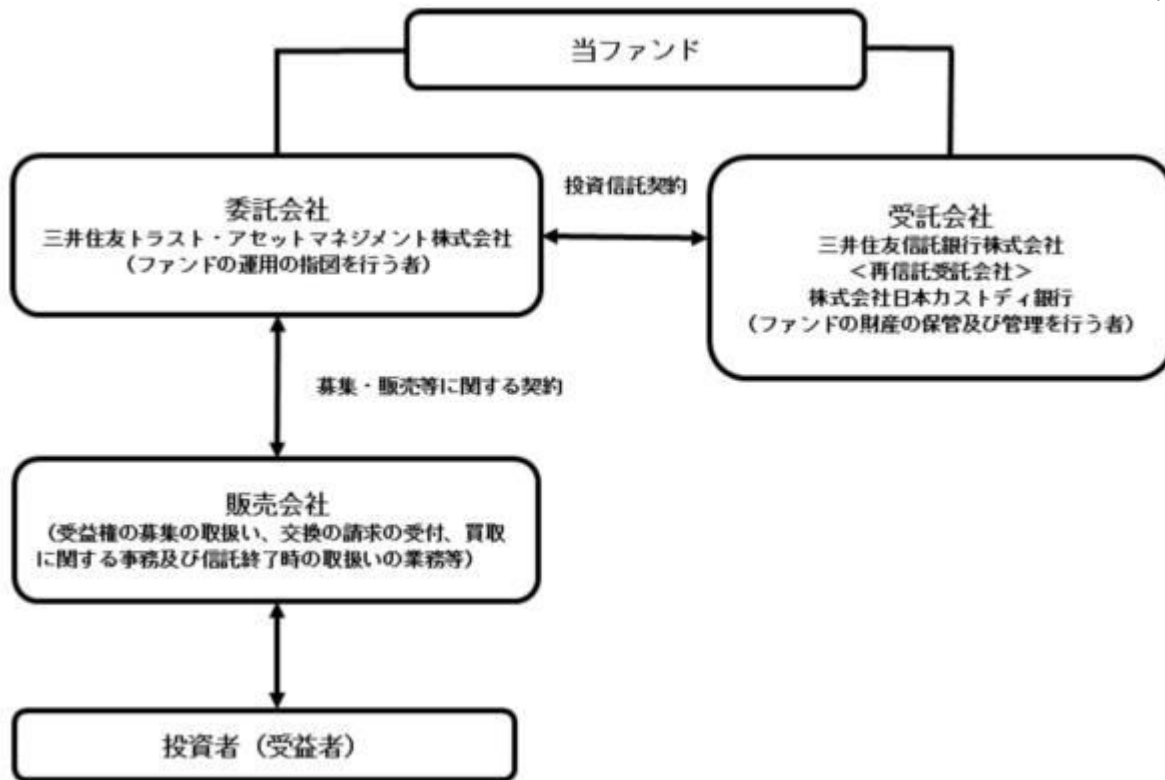 当ファンド
委託会社
三井住友トラスト・アセットマネジメント株式会社
（ファンドの運用の指図を行う者）
投資信託契約
受託会社
三井住友信託銀行株式会社
＜再信託受託会社＞
株式会社日本カストディ銀行
（ファンドの財産の保管及び管理を行う者）
募集・販売等に関する契約
販売会社
（受益権の募集の取扱い、交換の請求の受付、買取
に関する事務及び信託終了時の取扱いの業務等）
投資者（受益者）